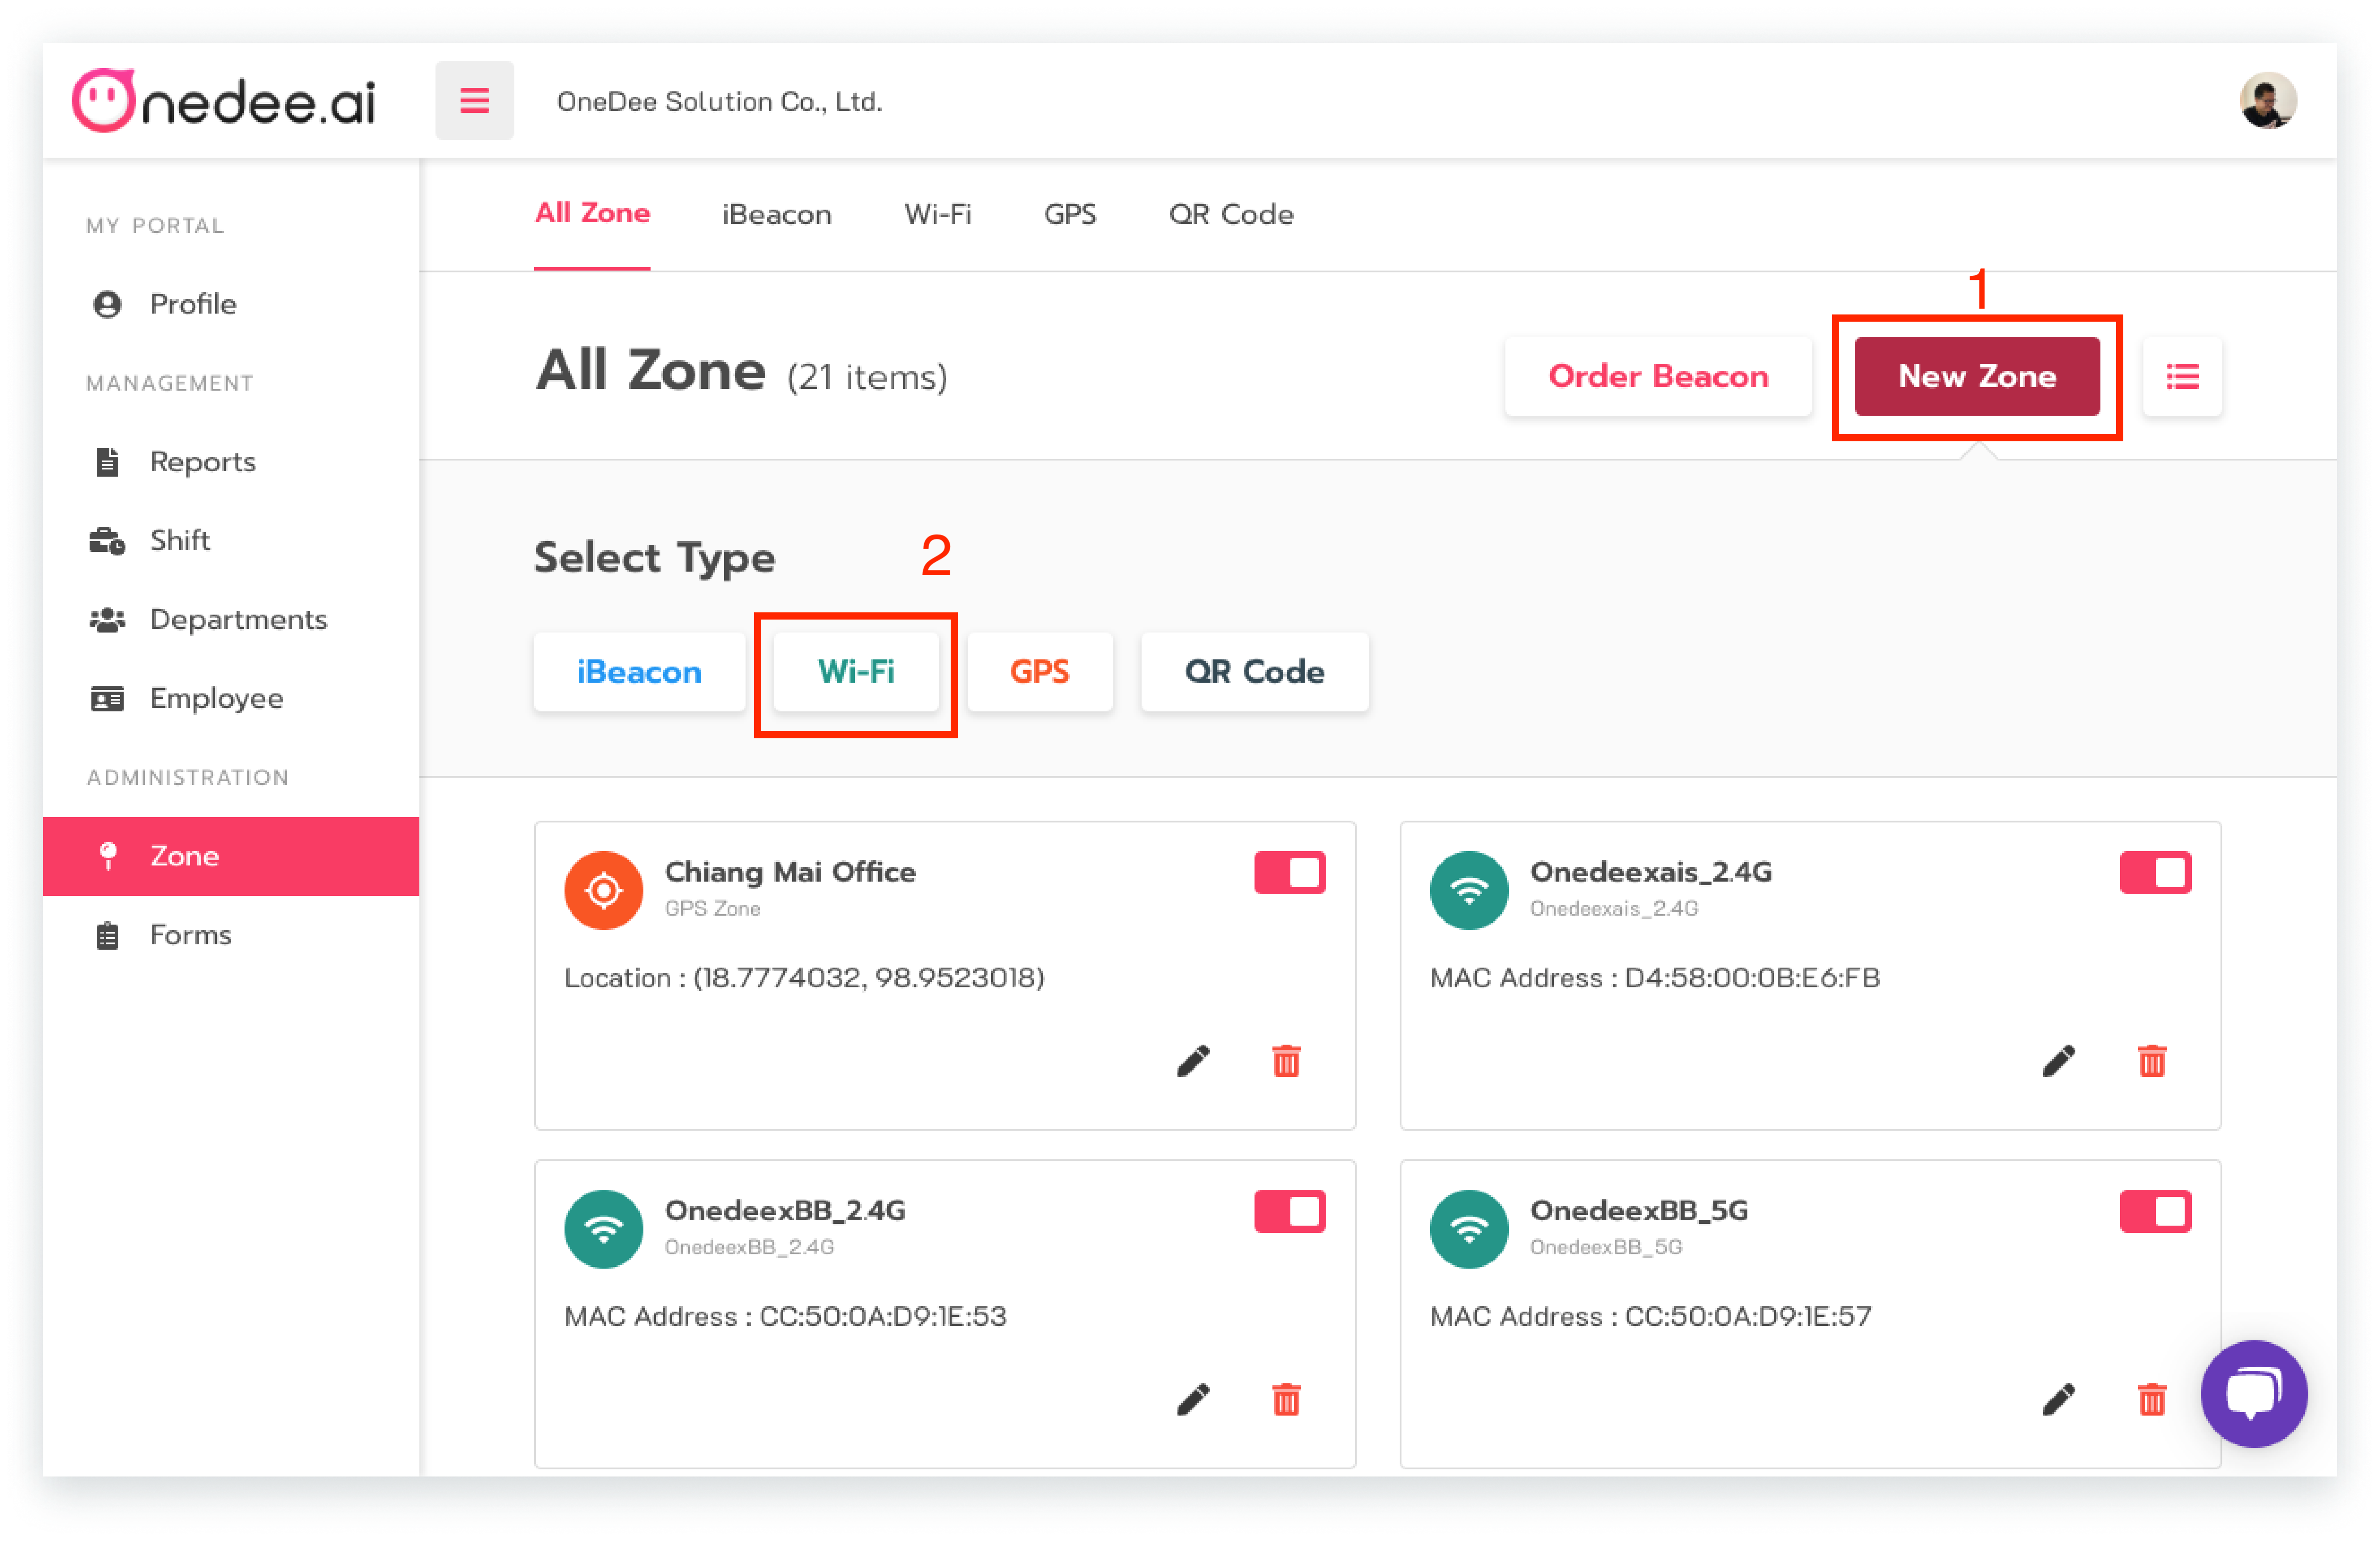 Onedee.ai
OneDee Solution Co., Ltd.
MY PORTAL
Profile
MANAGEMENT
Reports
Shift
Departments
Employee
ADMINISTRATION
Zone
Forms
All Zone iBeacon Wi-Fi GPS QR Code
1
All Zone (21 items)
Order Beacon New Zone
Select Type
2
iBeacon Wi-Fi GPS QR Code
Chiang Mai Office
GPS Zone
Location : (18.7774032, 98.9523018)
Onedeexais_2.4G
Onedeexais_2.4G
MAC Address : D4:58:00:0B:E6:FB
OnedeexBB_2.4G
OnedeexBB_2.4G
MAC Address : CC:50:0A:D9:1E:53
OnedeexBB_5G
OnedeexBB_5G
MAC Address : CC:50:0A:D9:1E:57